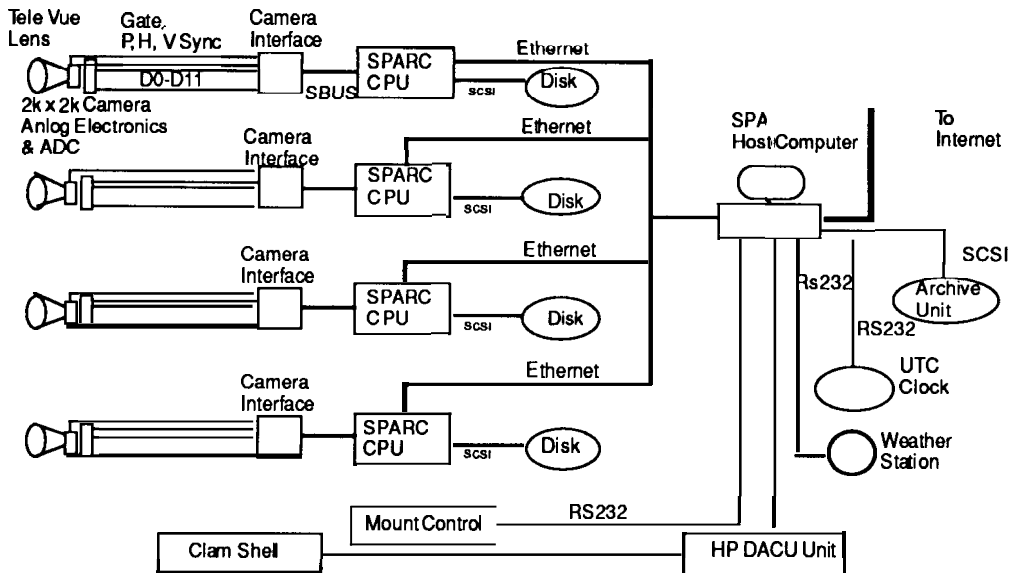 Tele Vue
Lens
Gate,
P, H, V Sync
Camera
Interface
D0-D11
SBUS
SPARC
CPU
Ethernet
SCSI
Disk
2k x 2k Camera
Anlog Electronics
& ADC
Camera
Interface
SPARC
CPU
Ethernet
SCSI
Disk
Camera
Interface
SPARC
CPU
Ethernet
SCSI
Disk
Camera
Interface
SPARC
CPU
Ethernet
SCSI
Disk
SPA
Host Computer
To
Internet
SCSI
Archive
Unit
Rs232
RS232
UTC
Clock
Weather
Station
Mount Control
RS232
Clam Shell
HP DACU Unit